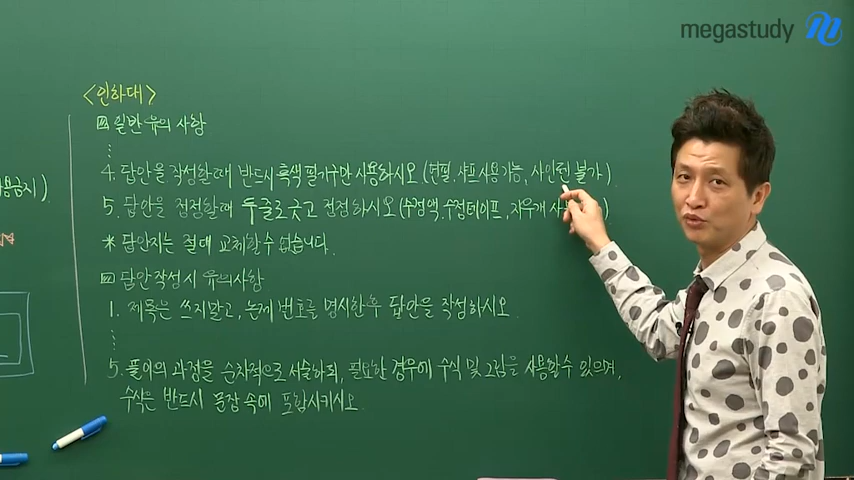 megastudy
<인하대>
일반 유의 사항
4. 답안을 작성할때 반드시 흑색 필기구만 사용하시오 (연필, 샤프 사용가능, 사인펜 불가)
5. 답안을 정정할때 두줄로 긋고 정정하시오 (수정액, 수정테이프, 지우개 사
* 답안지는 절대 교체할 수 없습니다.
답안작성시 유의사항
1. 제목은 쓰지말고, 논제 번호를 명시한 후 답안을 작성하시오.
5. 풀이의 과정을 순차적으로 서술하되, 필요한 경우에 수식 및 그림을 사용할 수 있으며,
수식은 반드시 문장 속에 포함시키시오.
용금지)